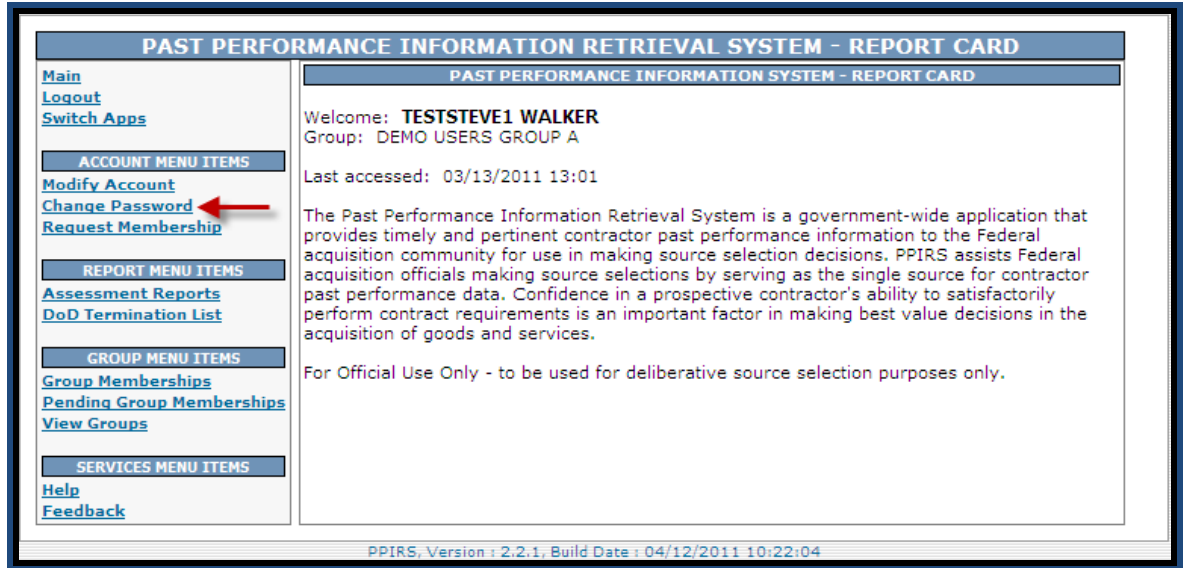 PAST PERFORMANCE INFORMATION RETRIEVAL SYSTEM - REPORT CARD
Main
Logout
Switch Apps
ACCOUNT MENU ITEMS
Modify Account
Change Password
Request Membership
REPORT MENU ITEMS
Assessment Reports
DoD Termination List
GROUP MENU ITEMS
Group Memberships
Pending Group Memberships
View Groups
SERVICES MENU ITEMS
Help
Feedback
PAST PERFORMANCE INFORMATION SYSTEM - REPORT CARD
Welcome: TESTSTEVE1 WALKER
Group: DEMO USERS GROUP A
Last accessed: 03/13/2011 13:01
The Past Performance Information Retrieval System is a government-wide application that
provides timely and pertinent contractor past performance information to the Federal
acquisition community for use in making source selection decisions. PPIRS assists Federal
acquisition officials making source selections by serving as the single source for contractor
past performance data. Confidence in a prospective contractor's ability to satisfactorily
perform contract requirements is an important factor in making best value decisions in the
acquisition of goods and services.
For Official Use Only - to be used for deliberative source selection purposes only.
PPIRS, Version : 2.2.1, Build Date : 04/12/2011 10:22:04